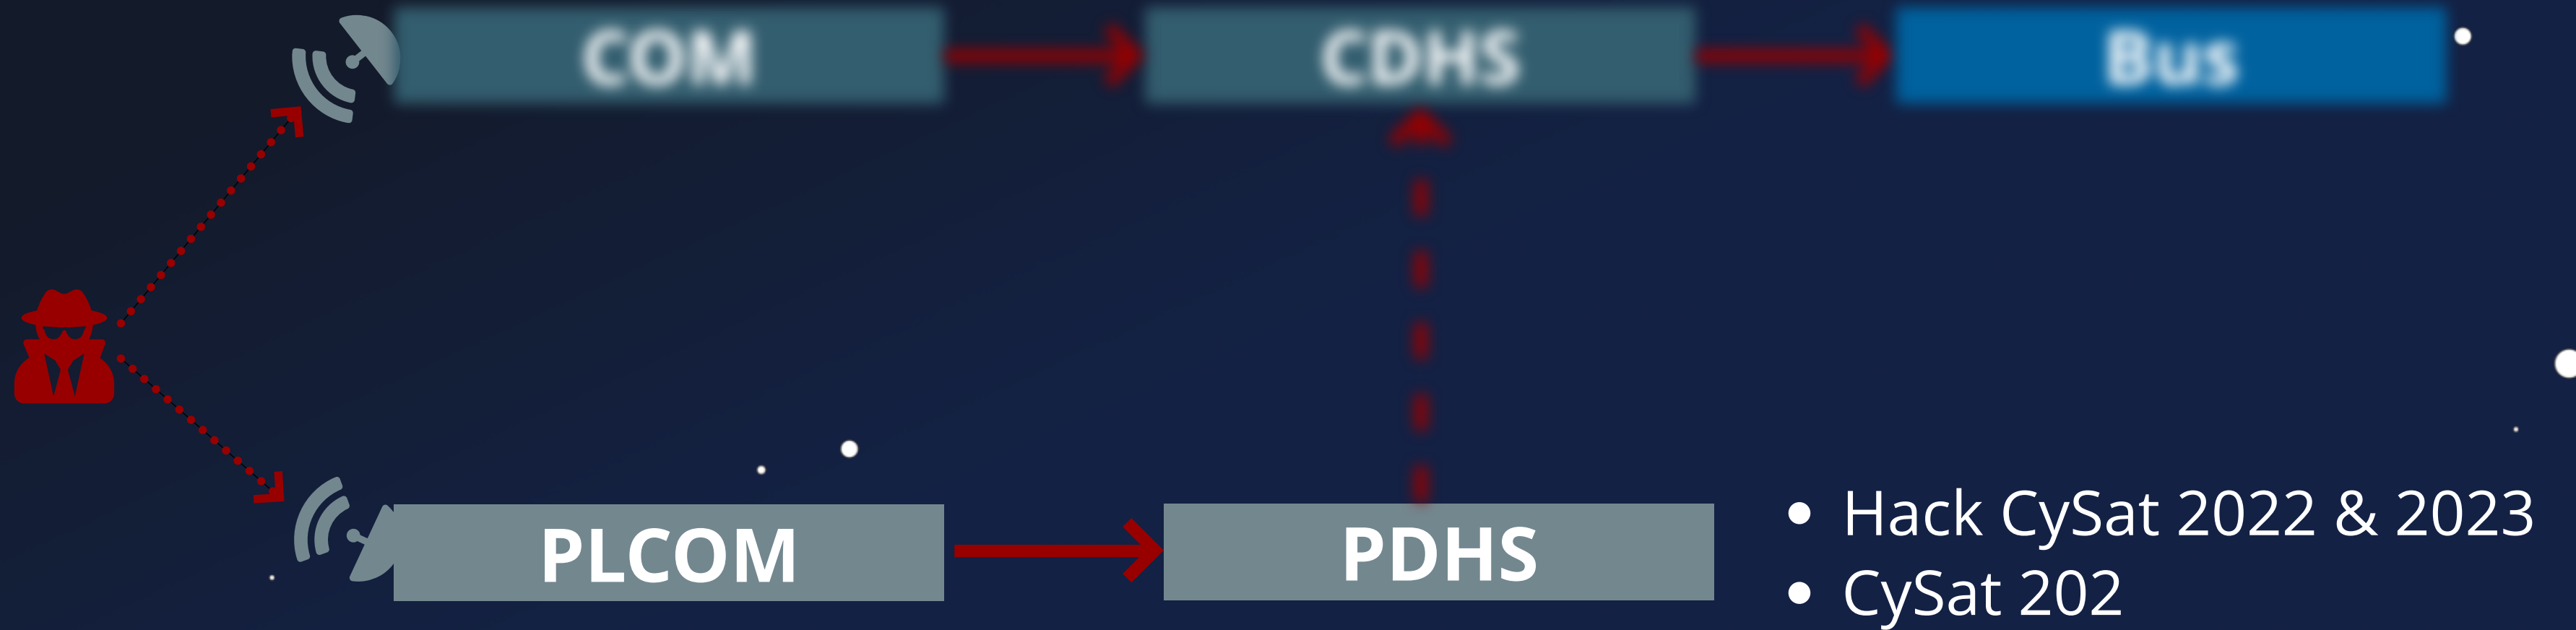 COM
CDHS
Bus
PLCOM
PDHS
Hack CySat 2022 & 2023
CySat 202